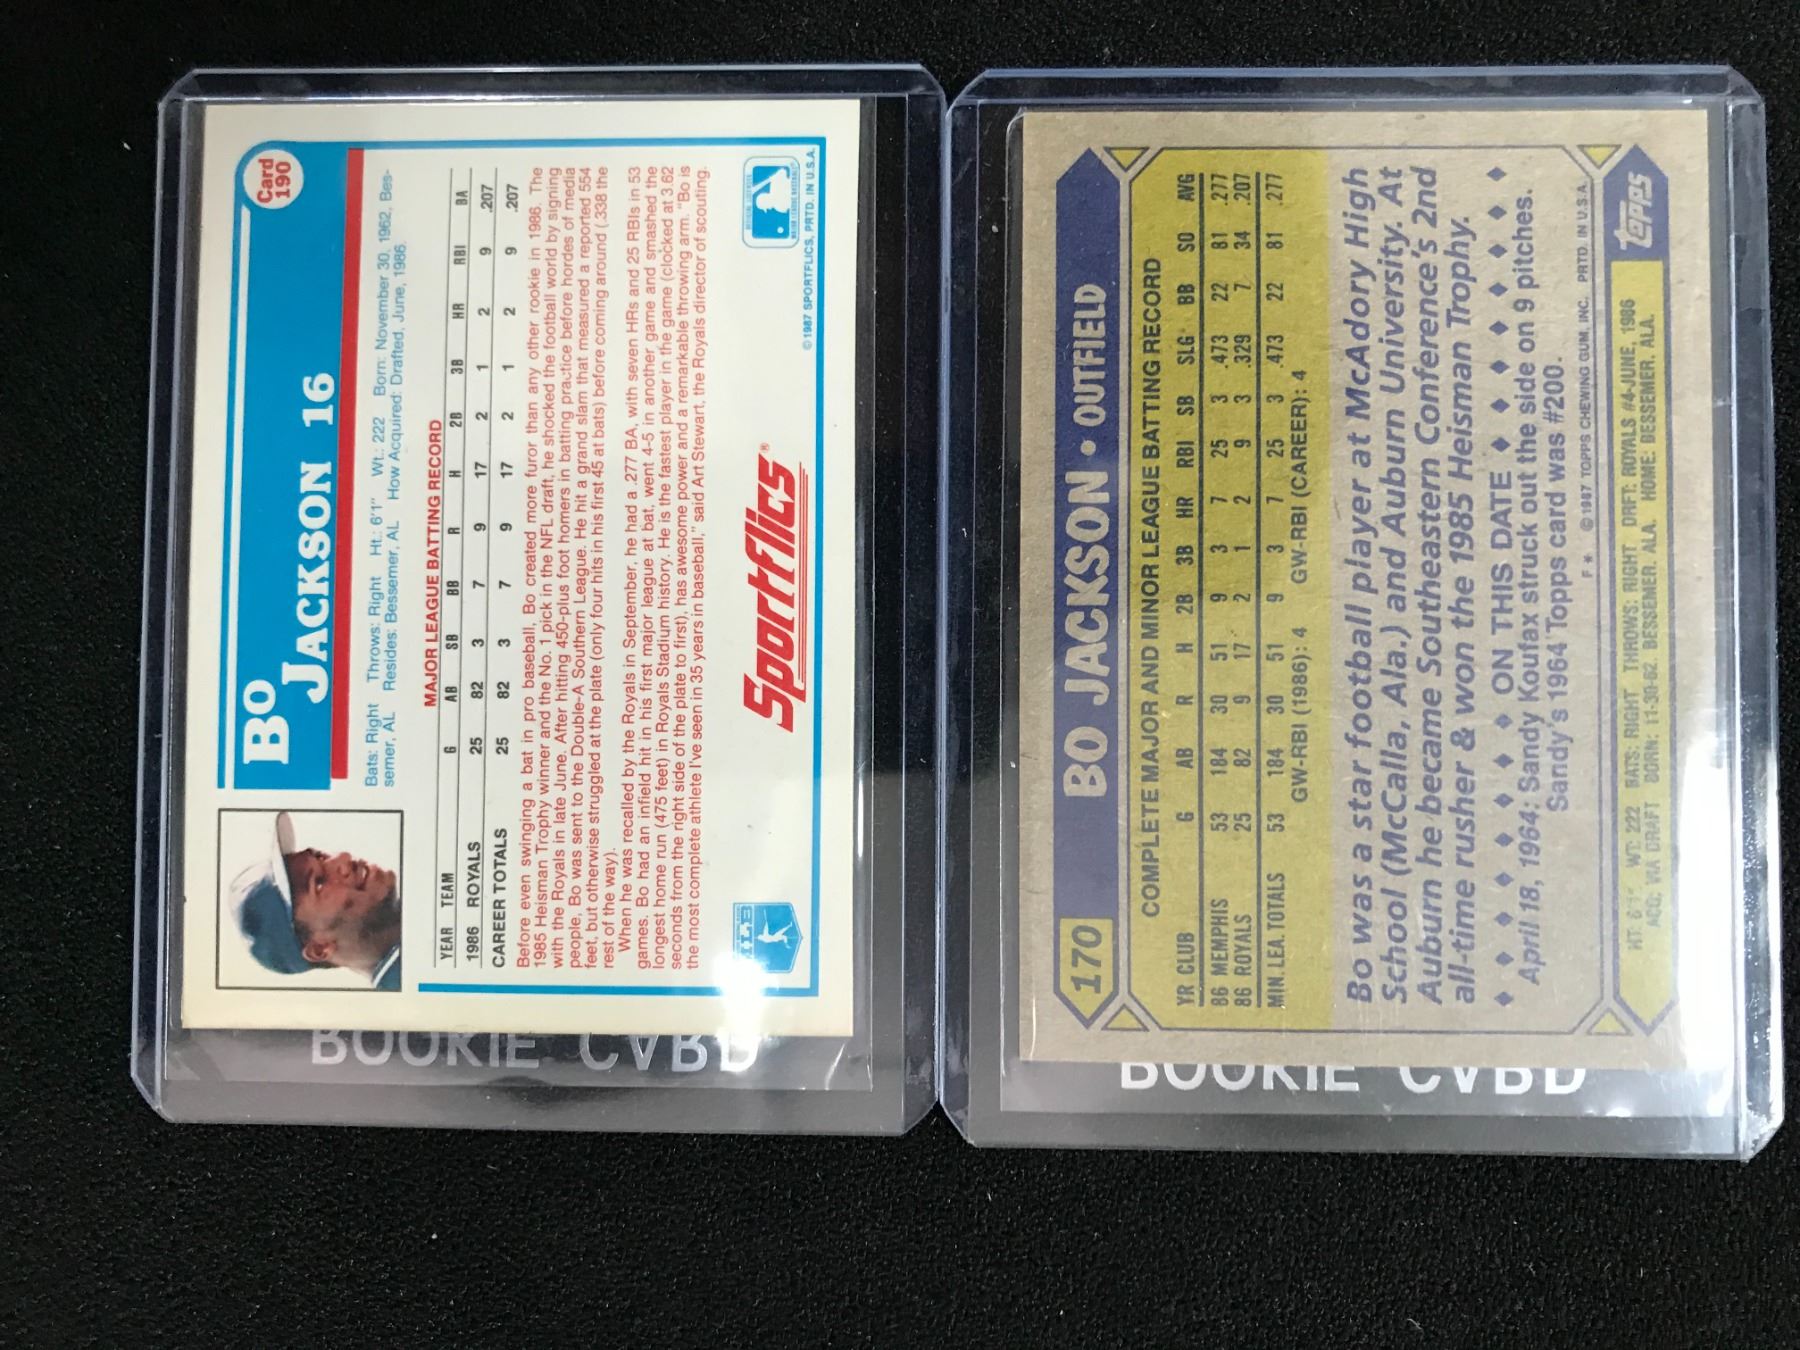 Card
190
BO
JACKSON 16
Bats: Right Throws: Right Ht.: 6'1" Wt.: 222 Born: November 30, 1962, Bes-
semer, AL Resides: Bessemer, AL How Acquired: Drafted, June, 1986.
MAJOR LEAGUE BATTING RECORD
YEAR TEAM G AB SB BB R H 2B 3B HR RBI BA
1986 ROYALS 25 82 3 7 9 17 2 1 2 9 .207
CAREER TOTALS 25 82 3 7 9 17 2 1 2 9 .207
Before even swinging a bat in pro baseball, Bo created more furor than any other rookie in 1986. The
1985 Heisman Trophy winner and the No. 1 pick in the NFL draft, he shocked the football world by signing
with the Royals in late June. After hitting 450-plus foot homers in batting practice before hordes of media
people, Bo was sent to the Double-A Southern League. He hit a grand slam that measured a reported 554
feet, but otherwise struggled at the plate (only four hits in his first 45 at bats) before coming around (.338 the
rest of the way).
When he was recalled by the Royals in September, he had a .277 BA, with seven HRs and 25 RBIs in 53
games. Bo had an infield hit in his first major league at bat, went 4-5 in another game and smashed the
longest home run (475 feet) in Royals Stadium history. He is the fastest player in the game (clocked at 3.62
seconds from the right side of the plate to first), has awesome power and a remarkable throwing arm. "Bo is
the most complete athlete I've seen in 35 years in baseball," said Art Stewart, the Royals director of scouting.
Sportflics®
© 1987 SPORTFLICS, PRTD. IN U.S.A.
ROOKIE CARD
170
BO JACKSON • OUTFIELD
COMPLETE MAJOR AND MINOR LEAGUE BATTING RECORD
YR CLUB G AB R H 2B 3B HR RBI SB SLG BB SO AVG
86 MEMPHIS 53 184 30 51 9 3 7 25 3 .473 22 81 .277
86 ROYALS 25 82 9 17 2 1 2 9 3 .329 7 34 .207
MIN. LEA. TOTALS 53 184 30 51 9 3 7 25 3 .473 22 81 .277
GW-RBI (1986): 4 GW-RBI (CAREER): 4
Bo was a star football player at McAdory High
School (McCalla, Ala.) and Auburn University. At
Auburn he became Southeastern Conference's 2nd
all-time rusher & won the 1985 Heisman Trophy.
◆ ◆ ◆ ◆ ◆ ◆ ◆ ON THIS DATE ◆ ◆ ◆ ◆ ◆ ◆ ◆
April 18, 1964: Sandy Koufax struck out the side on 9 pitches.
Sandy's 1964 Topps card was #200.
F* © 1987 TOPPS CHEWING GUM, INC. PRTD. IN U.S.A.
HT: 6'1" WT: 222 BATS: RIGHT THROWS: RIGHT DRFT: ROYALS #4-JUNE, 1986
ACQ: VIA DRAFT BORN: 11-30-62, BESSEMER, ALA. HOME: BESSEMER, ALA.
topps
ROOKIE CARD